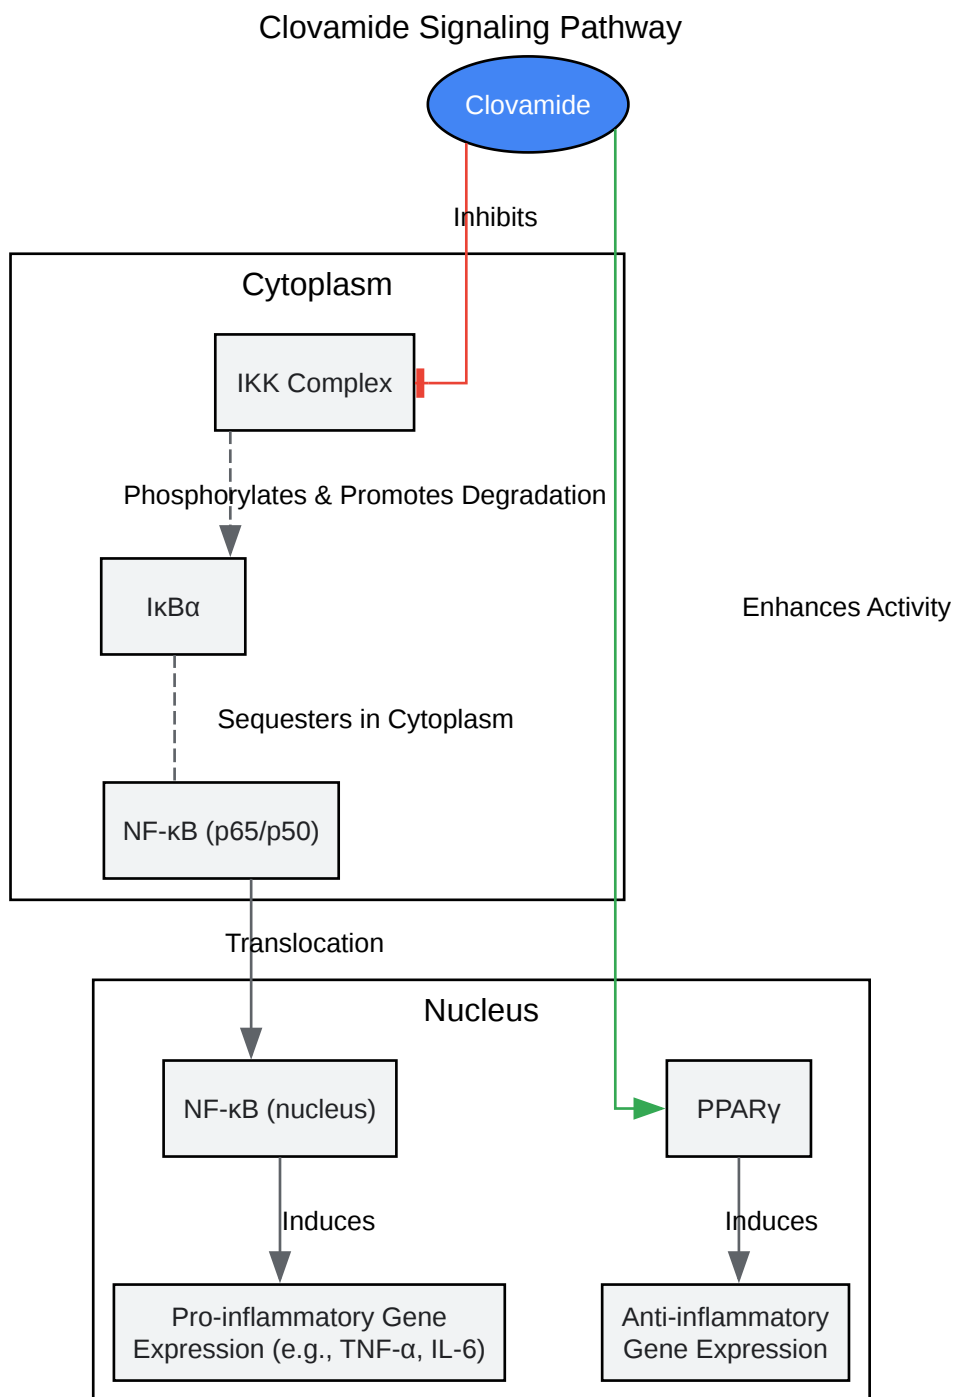 Clovamide Signaling Pathway
Clovamide
Inhibits
Cytoplasm
IKK Complex
Phosphorylates & Promotes Degradation
IκBα
Enhances Activity
Sequesters in Cytoplasm
NF-κB (p65/p50)
Translocation
Nucleus
NF-κB (nucleus)
PPARγ
Induces
Induces
Pro-inflammatory Gene
Expression (e.g., TNF-α, IL-6)
Anti-inflammatory
Gene Expression